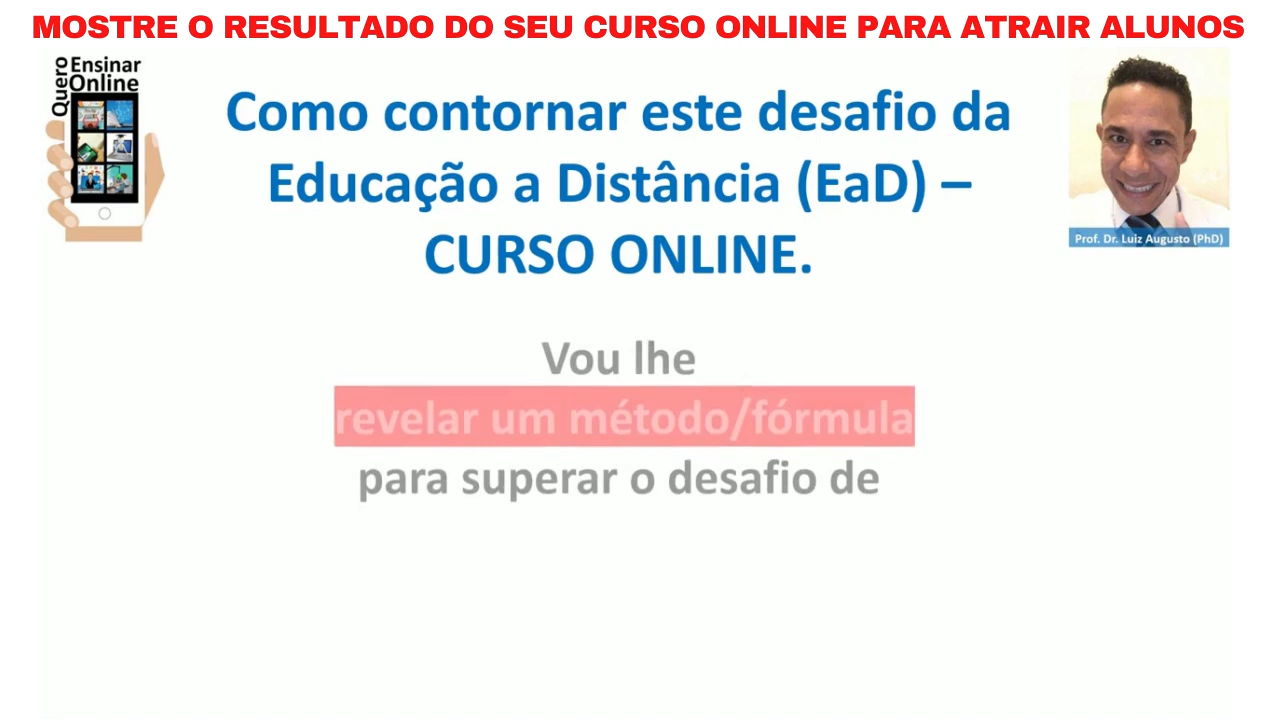 MOSTRE O RESULTADO DO SEU CURSO ONLINE PARA ATRAIR ALUNOS
Quero
Ensinar
Online
Como contornar este desafio da
Educação a Distância (EaD) –
CURSO ONLINE.
Prof. Dr. Luiz Augusto (PhD)
Vou lhe
revelar um método/fórmula
para superar o desafio de